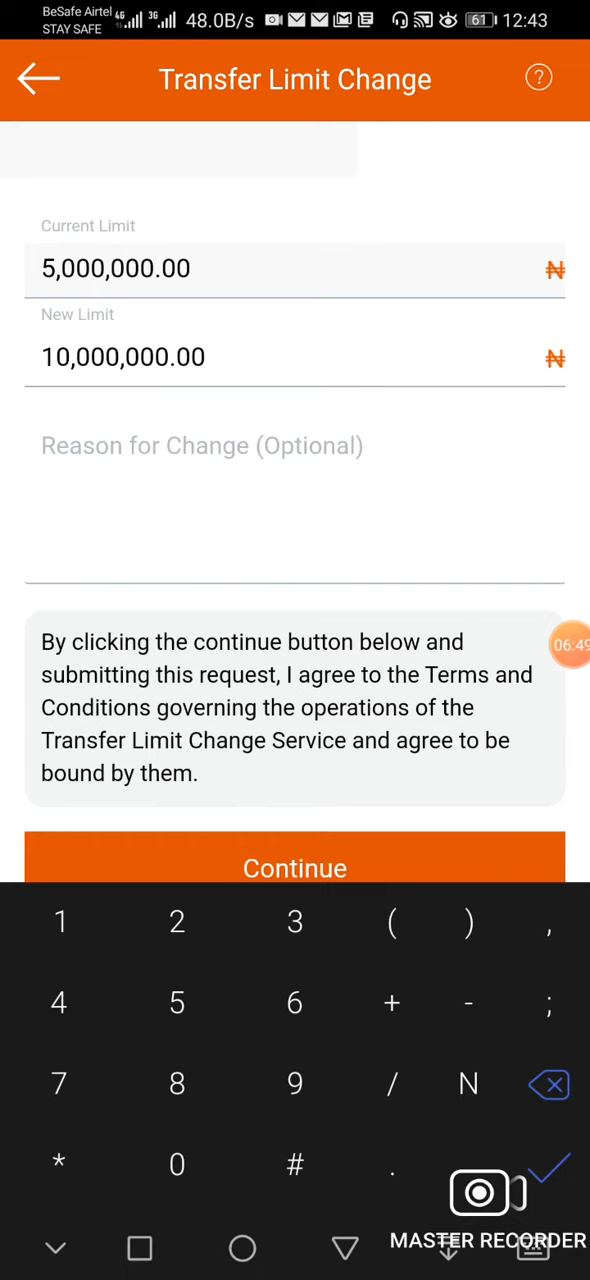 BeSafe Airtel 4G 3G 48.0B/s 61 12:43
STAY SAFE
Transfer Limit Change ?
Current Limit
5,000,000.00 ₦
New Limit
10,000,000.00 ₦
Reason for Change (Optional)
By clicking the continue button below and
submitting this request, I agree to the Terms and
Conditions governing the operations of the
Transfer Limit Change Service and agree to be
bound by them.
06:49
Continue
1 2 3 ( ) ,
4 5 6 + - ;
7 8 9 / N
* 0 # .
MASTER RECORDER